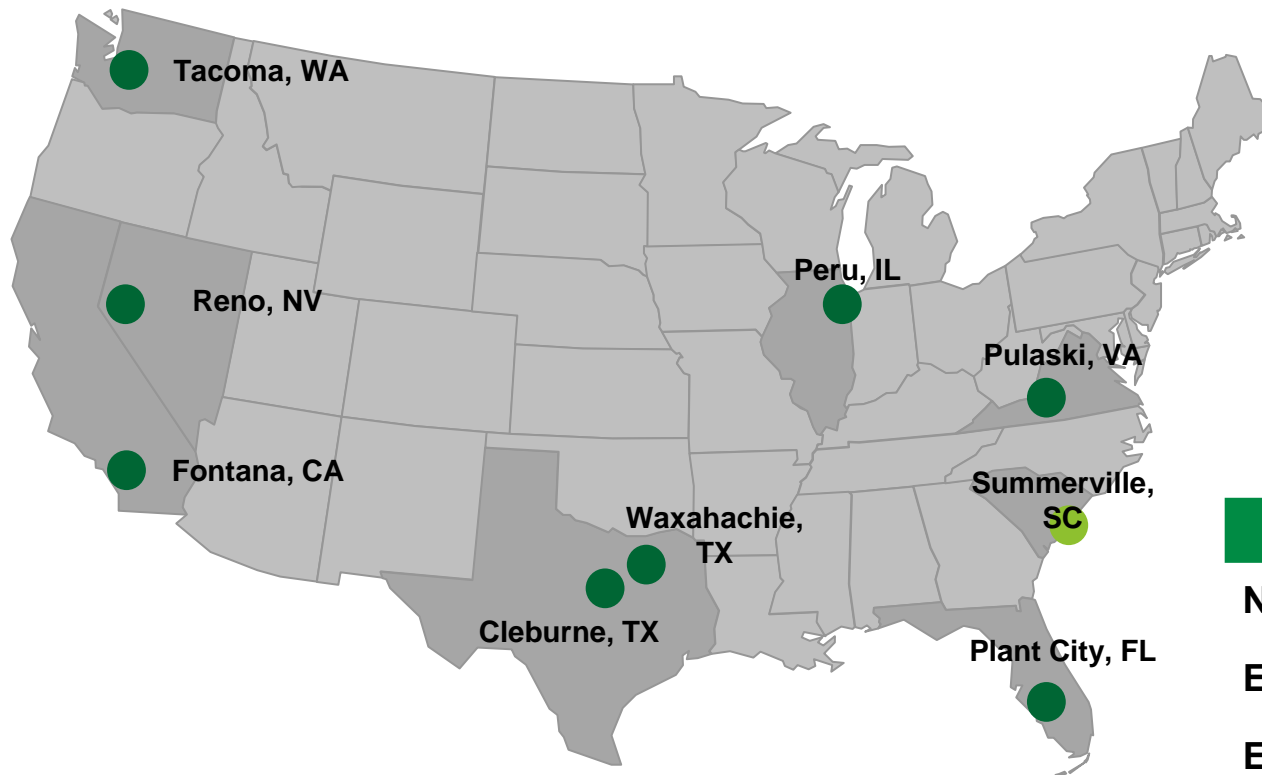 Tacoma, WA
Peru, IL
Reno, NV
Pulaski, VA
Fontana, CA
Summerville,
SC
Waxahachie,
TX
Cleburne, TX
Plant City, FL
N
E
E